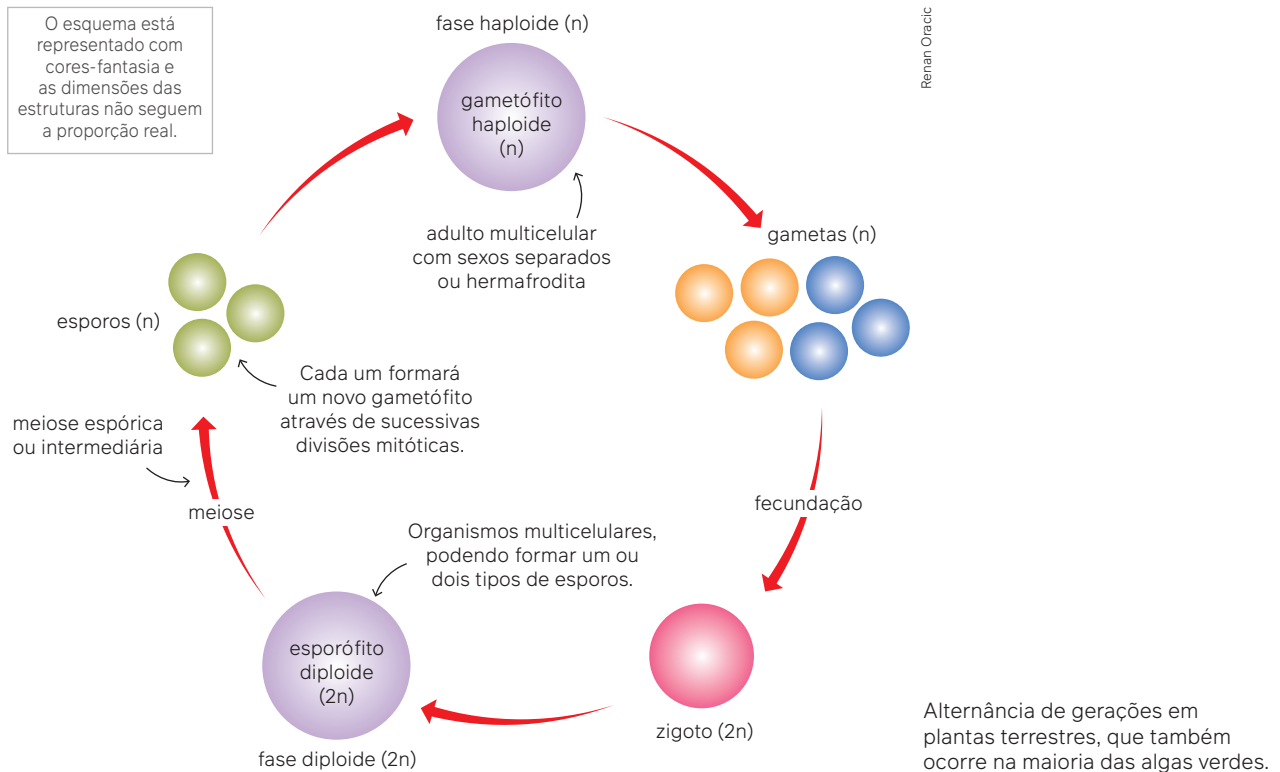 O esquema está
representado com
cores-fantasia e
as dimensões das
estruturas não seguem
a proporção real.
fase haploide (n)
Renan Oracic
gametófito
haploide
(n)
adulto multicelular
com sexos separados
ou hermafrodita
gametas (n)
esporos (n)
Cada um formará
um novo gametófito
através de sucessivas
divisões mitóticas.
meiose espórica
ou intermediária
meiose
fecundação
Organismos multicelulares,
podendo formar um ou
dois tipos de esporos.
esporófito
diploide
(2n)
fase diploide (2n)
zigoto (2n)
Alternância de gerações em
plantas terrestres, que também
ocorre na maioria das algas verdes.